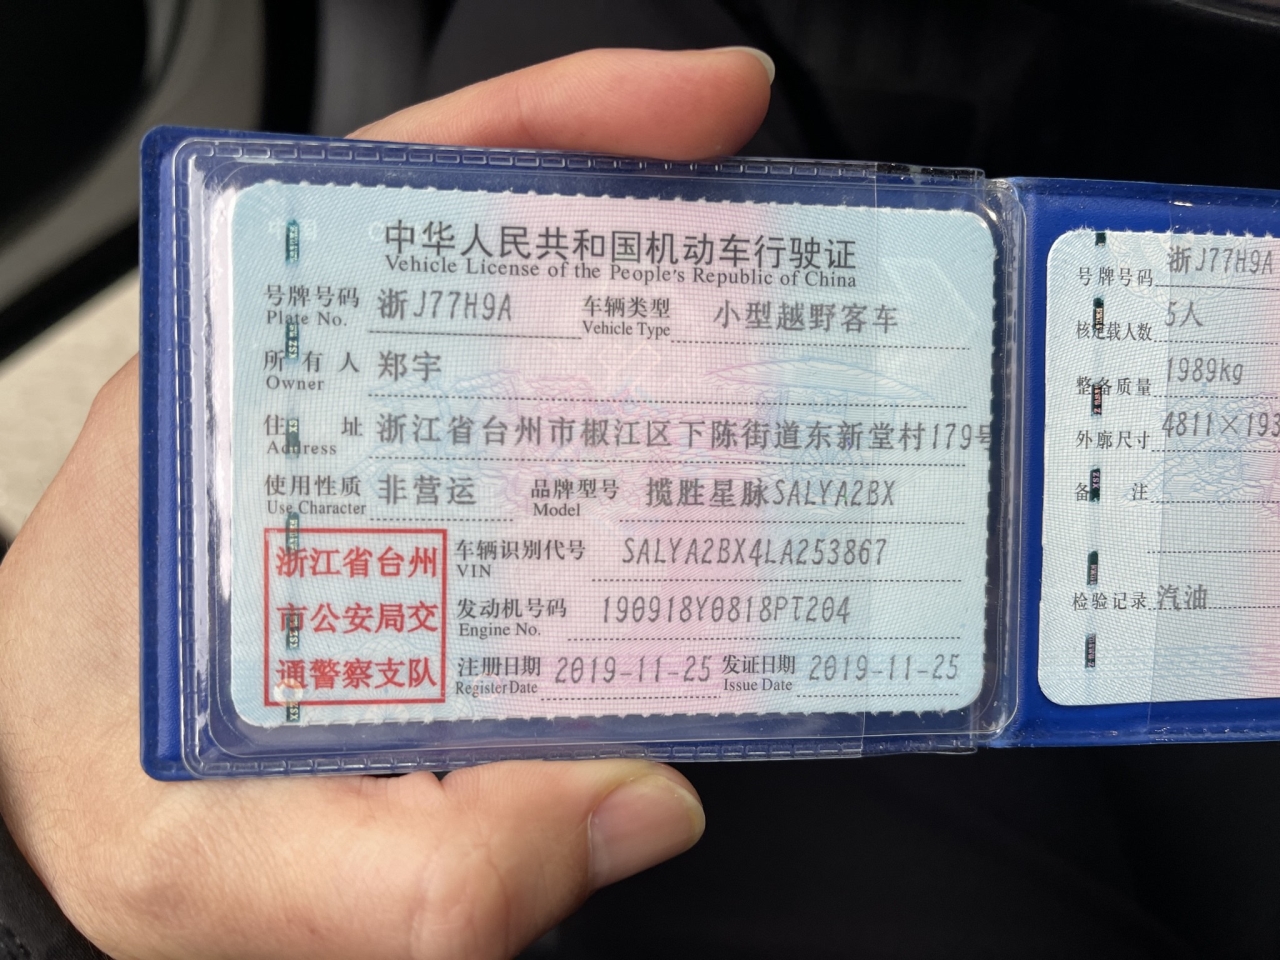 中华人民共和国机动车行驶证
Vehicle License of the People's Republic of China
号牌号码 浙J77H9A 车辆类型 小型越野客车
Plate No. Vehicle Type
所有人 郑宇
Owner
住址 浙江省台州市椒江区下陈街道东新堂村179号
Address
使用性质 非营运 品牌型号 揽胜星脉SALYA2BX
Use Character Model
浙江省台州
市公安局交
通警察支队
车辆识别代号 SALYA2BX4LA253867
VIN
发动机号码 190918Y0818PT204
Engine No.
注册日期 2019-11-25 发证日期 2019-11-25
Register Date Issue Date
号牌号码 浙J77H9A
核定载人数 5人
整备质量 1989kg
外廓尺寸 4811×193
备注
检验记录 汽油